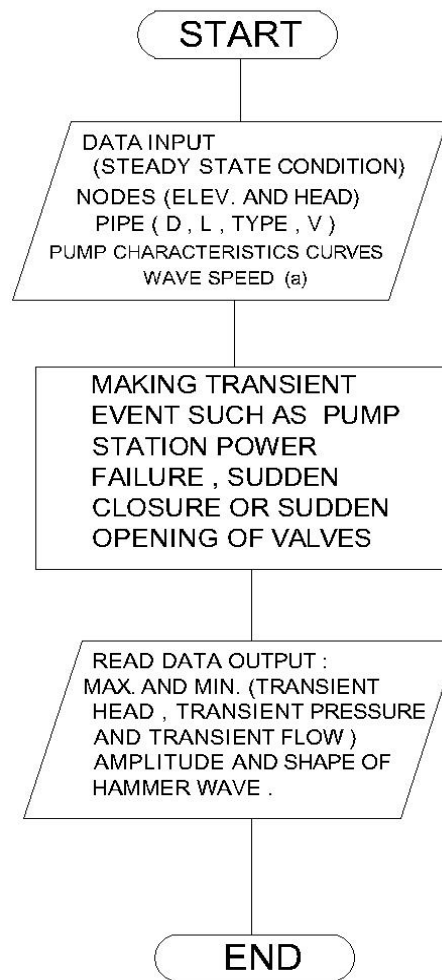 START
DATA INPUT
(STEADY STATE CONDITION)
NODES (ELEV. AND HEAD)
PIPE ( D , L , TYPE , V )
PUMP CHARACTERISTICS CURVES
WAVE SPEED (a)
MAKING TRANSIENT
EVENT SUCH AS PUMP
STATION POWER
FAILURE , SUDDEN
CLOSURE OR SUDDEN
OPENING OF VALVES
READ DATA OUTPUT :
MAX. AND MIN. (TRANSIENT
HEAD , TRANSIENT PRESSURE
AND TRANSIENT FLOW )
AMPLITUDE AND SHAPE OF
HAMMER WAVE .
END